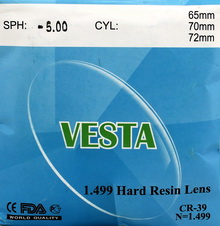 65mm
SPH: -5.00 CYL: 70mm
72mm
VESTA
1.499 Hard Resin Lens
CE FDA
WORLD QUALITY
CR-39
N=1.499